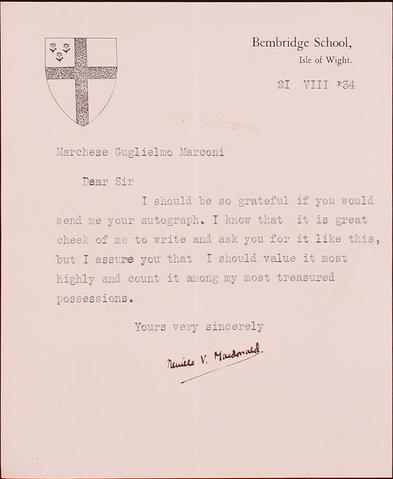 Bembridge School,
Isle of Wight.
21 VIII '34
Marchese Guglielmo Marconi
Dear Sir
I should be so grateful if you would
send me your autograph. I know that it is great
cheek of me to write and ask you for it like this,
but I assure you that I should value it most
highly and count it among my most treasured
possessions.
Yours very sincerely
Neville V. Macdonald.